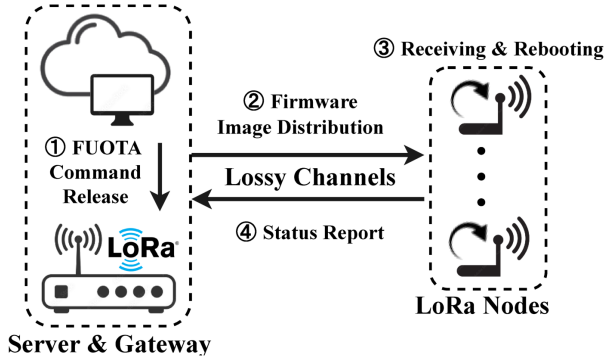 ③ Receiving & Rebooting
② Firmware
Image Distribution
① FUOTA
Command
Release
Lossy Channels
④ Status Report
LoRa
LoRa Nodes
Server & Gateway